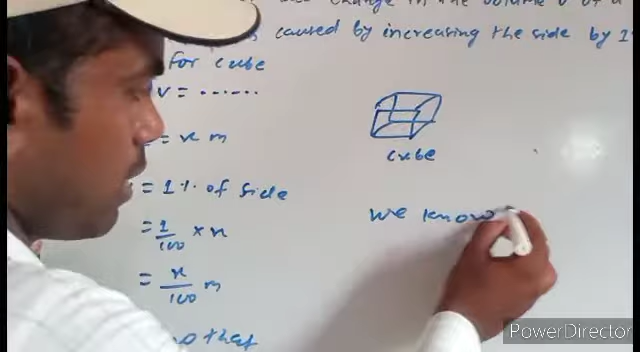 change in the volume v of a
caused by increasing the side by 1
For cube
v = ......
= x m
cube
= 1 % of side
= 1/100 × x
we know
= x/100 m
that
PowerDirector